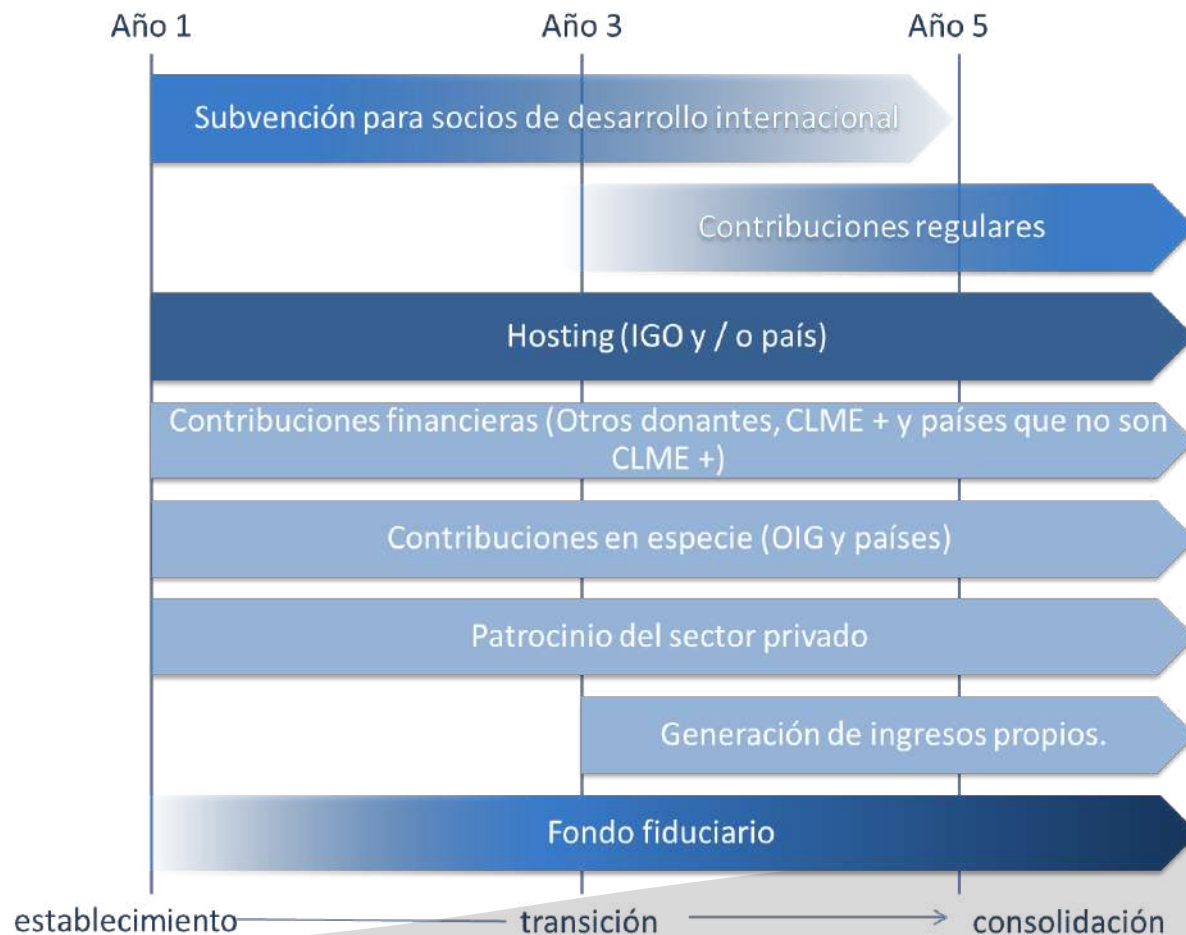 Año 1 Año 3 Año 5
Subvención para socios de desarrollo internacional
Contribuciones regulares
Hosting (IGO y / o país)
Contribuciones financieras (Otros donantes, CLME + y países que no son
CLME +)
Contribuciones en especie (OIG y países)
Patrocinio del sector privado
Generación de ingresos propios.
Fondo fiduciario
establecimiento transición consolidación